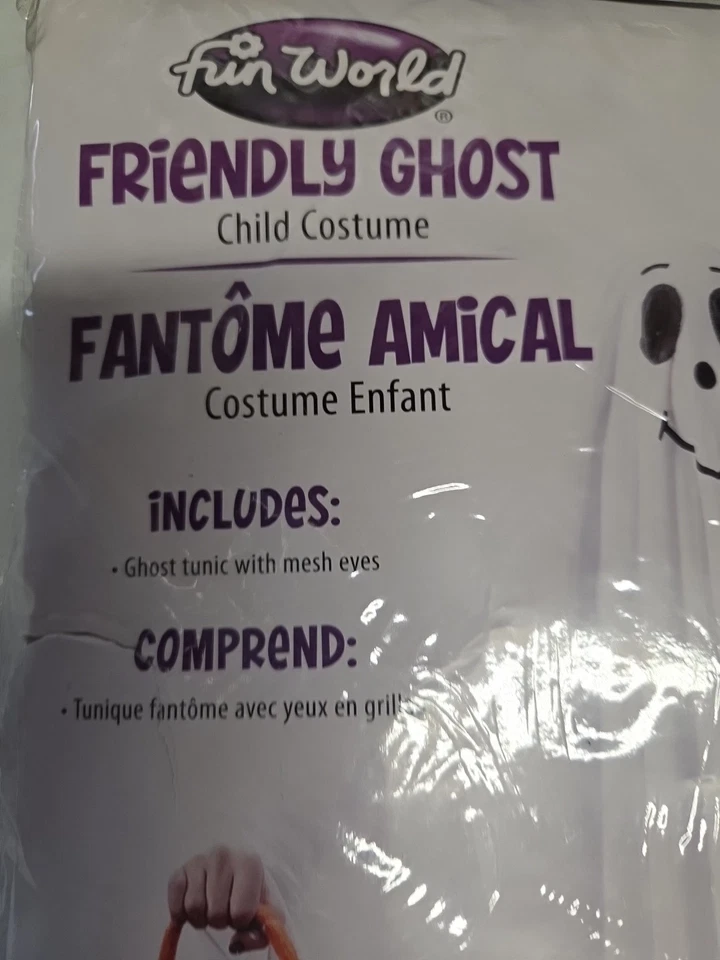 fun World
®
FRIENDLY GHOST
Child Costume
FANTÔME AMICAL
Costume Enfant
INCLUDES:
• Ghost tunic with mesh eyes
COMPREND:
• Tunique fantôme avec yeux en